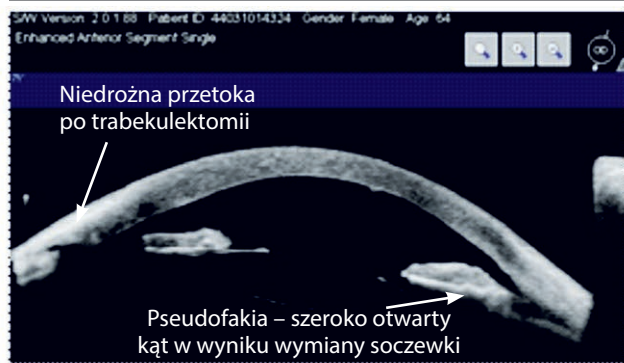 S/W Version 2.0.1.88 Patient ID 44031014324 Gender Female Age 64
Enhanced Anterior Segment Single
Niedrożna przetoka
po trabekulektomii
Pseudofakia – szeroko otwarty
kąt w wyniku wymiany soczewki